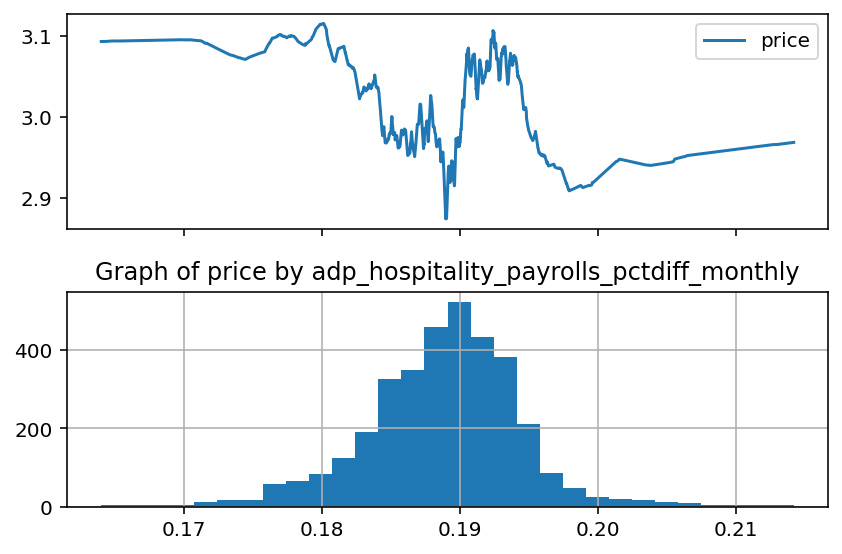 3.1
3.0
2.9
price
Graph of price by adp_hospitality_payrolls_pctdiff_monthly
400
200
0
0.17 0.18 0.19 0.20 0.21